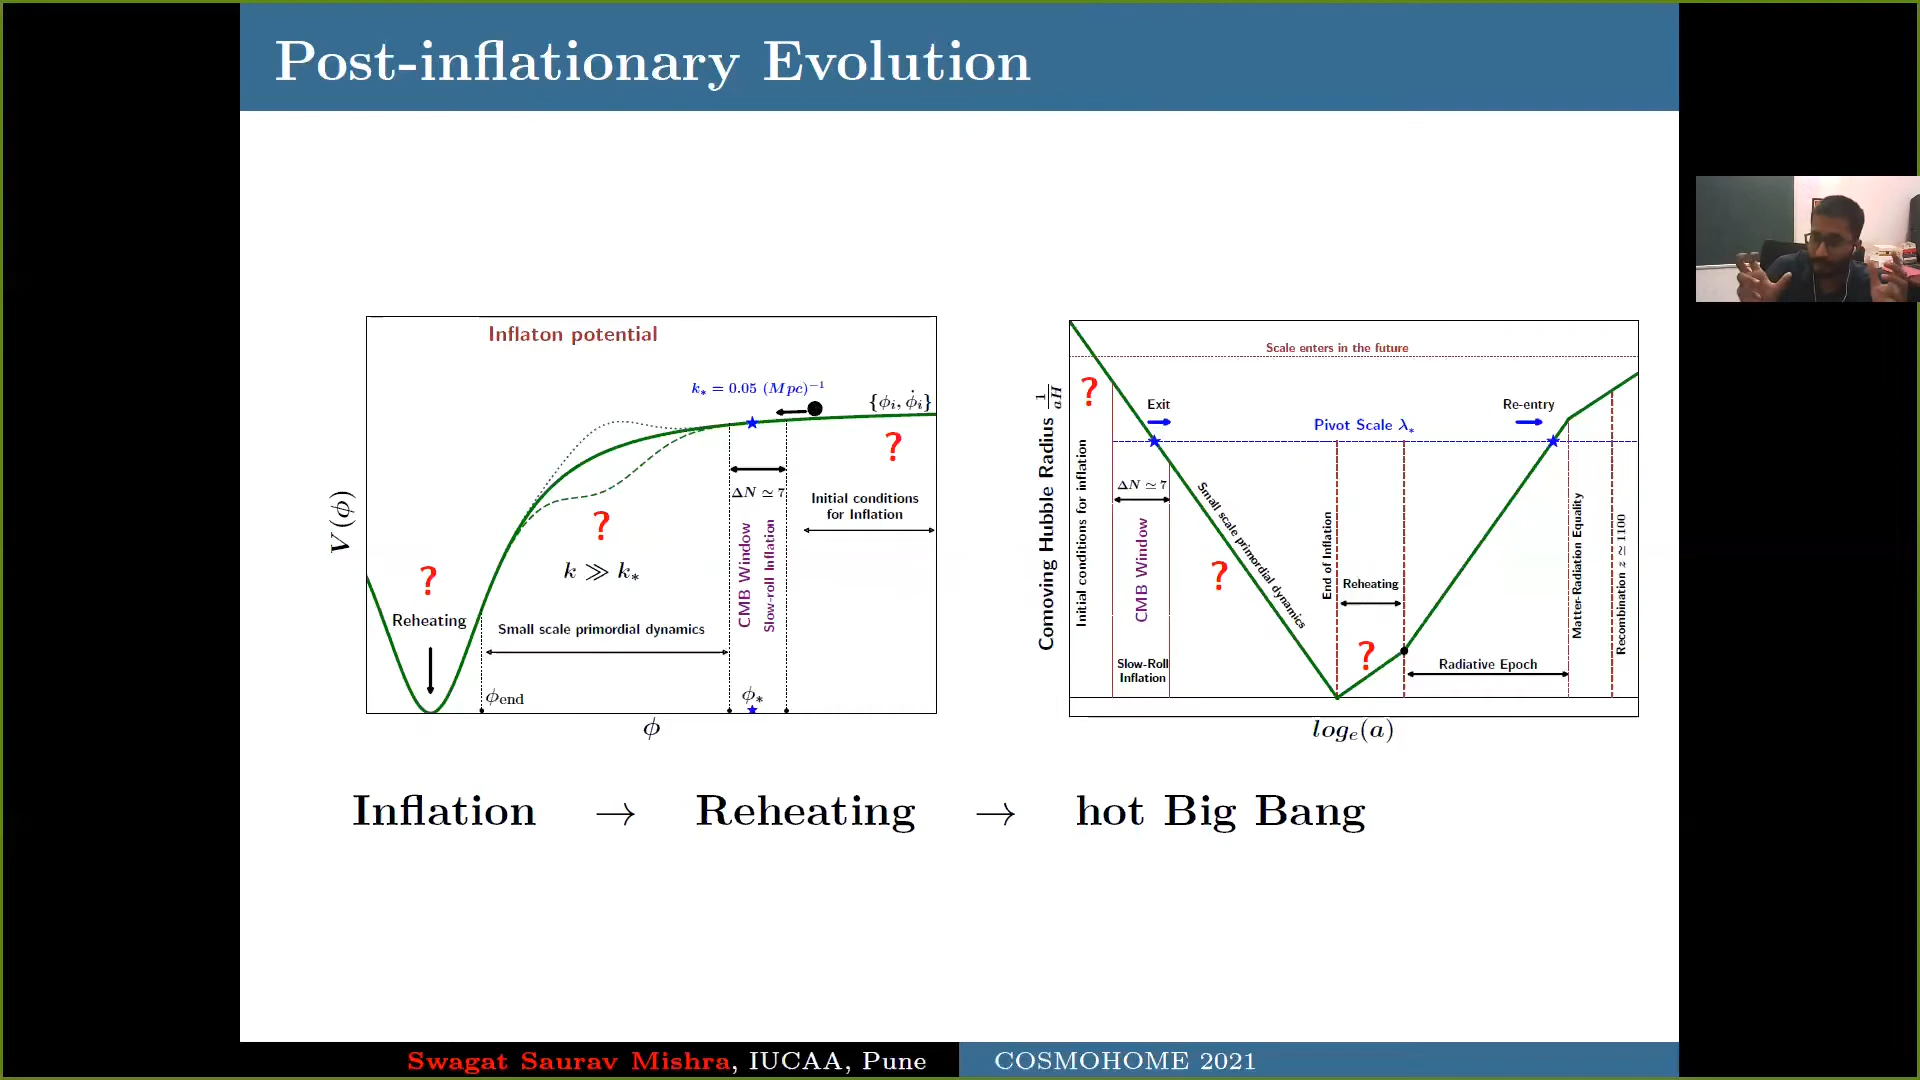 Post-inflationary Evolution
Inflaton potential
k* = 0.05 (Mpc)⁻¹
{ϕᵢ, ϕ̇ᵢ}
?
?
?
ΔN ≃ 7
Initial conditions
for Inflation
k ≫ k*
Reheating
Small scale primordial dynamics
CMB Window
Slow-roll Inflation
ϕend
ϕ*
V(ϕ)
ϕ
Scale enters in the future
?
Exit
Re-entry
Pivot Scale λ*
Comoving Hubble Radius 1/aH
Initial conditions for inflation
ΔN ≃ 7
CMB Window
Slow-Roll
Inflation
Small scale primordial dynamics
?
End of Inflation
Reheating
?
Radiative Epoch
Matter-Radiation Equality
Recombination z ≃ 1100
logₑ(a)
Inflation → Reheating → hot Big Bang
Swagat Saurav Mishra, IUCAA, Pune
COSMOHOME 2021